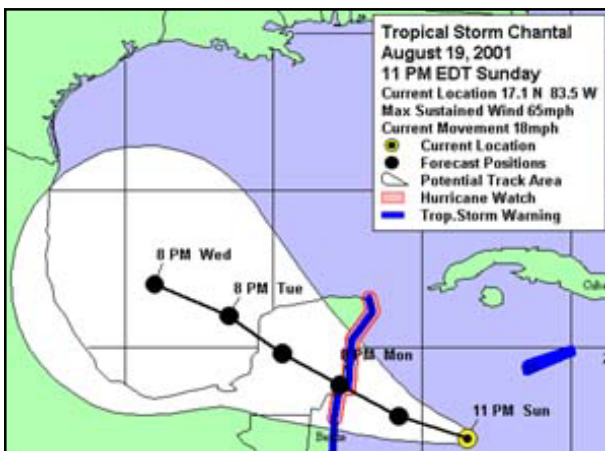 Tropical Storm Chantal
August 19, 2001
11 PM EDT Sunday
Current Location 17.1 N 83.5 W
Max Sustained Wind 65mph
Current Movement 18mph
Current Location
Forecast Positions
Potential Track Area
Hurricane Watch
Trop.Storm Warning
8 PM Wed
8 PM Tue
PM Mon
11 PM Sun